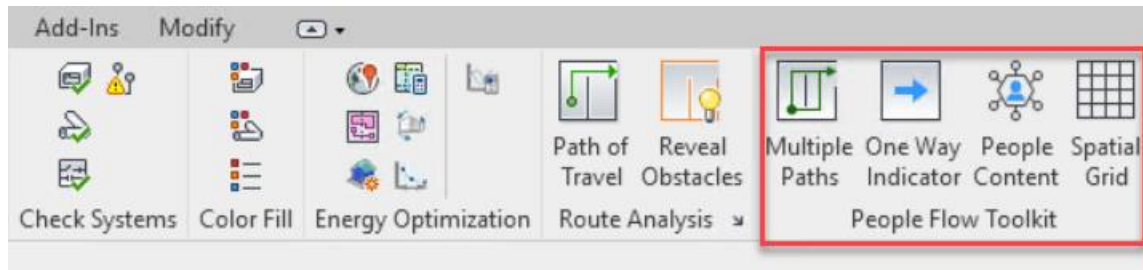 Add-Ins Modify
Path of Travel Reveal Obstacles Multiple Paths One Way Indicator People Content Spatial Grid
Check Systems Color Fill Energy Optimization Route Analysis People Flow Toolkit